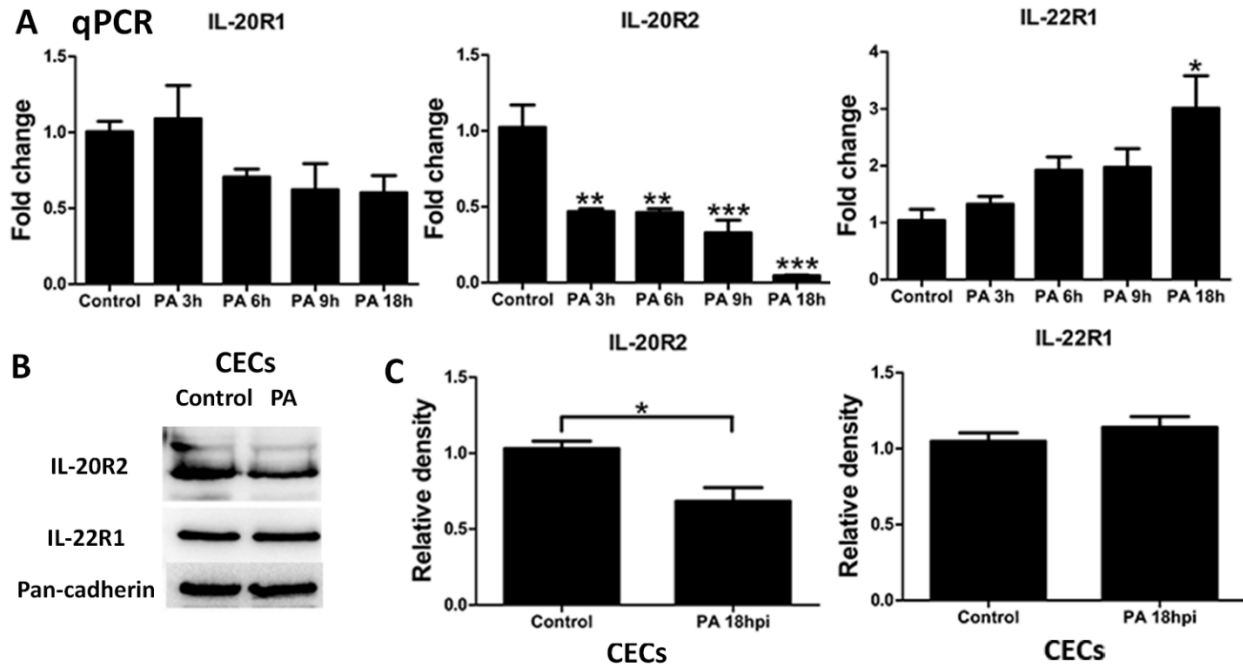 A qPCR
IL-20R1
Fold change
1.5
1.0
0.5
0.0
Control PA 3h PA 6h PA 9h PA 18h
IL-20R2
Fold change
1.5
1.0
0.5
0.0
** ** *** ***
Control PA 3h PA 6h PA 9h PA 18h
IL-22R1
Fold change
4
3
2
1
0
*
Control PA 3h PA 6h PA 9h PA 18h
B
CECs
Control PA
IL-20R2
IL-22R1
Pan-cadherin
C
IL-20R2
Relative density
1.5
1.0
0.5
0.0
*
Control PA 18hpi
CECs
IL-22R1
Relative density
1.5
1.0
0.5
0.0
Control PA 18hpi
CECs